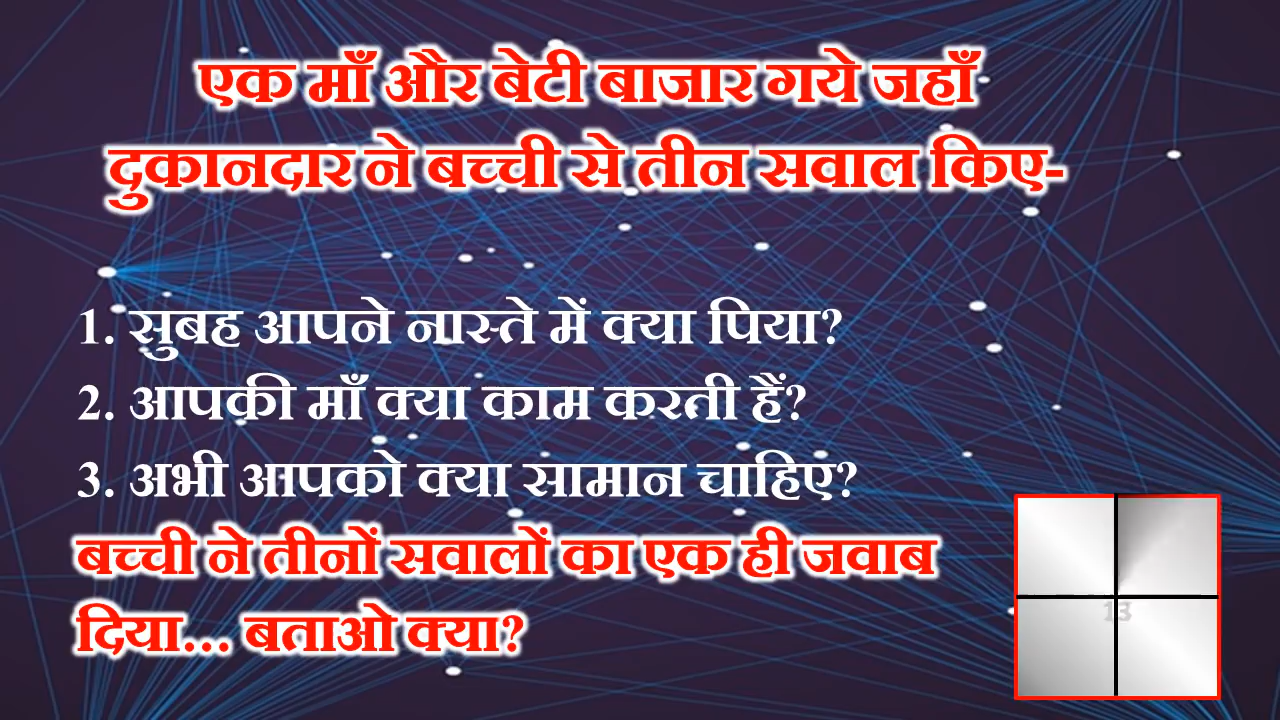 एक माँ और बेटी बाजार गये जहाँ
दुकानदार ने बच्ची से तीन सवाल किए-
1. सुबह आपने नास्ते में क्या पिया?
2. आपकी माँ क्या काम करती हैं?
3. अभी आपको क्या सामान चाहिए?
बच्ची ने तीनों सवालों का एक ही जवाब
दिया... बताओ क्या?
13